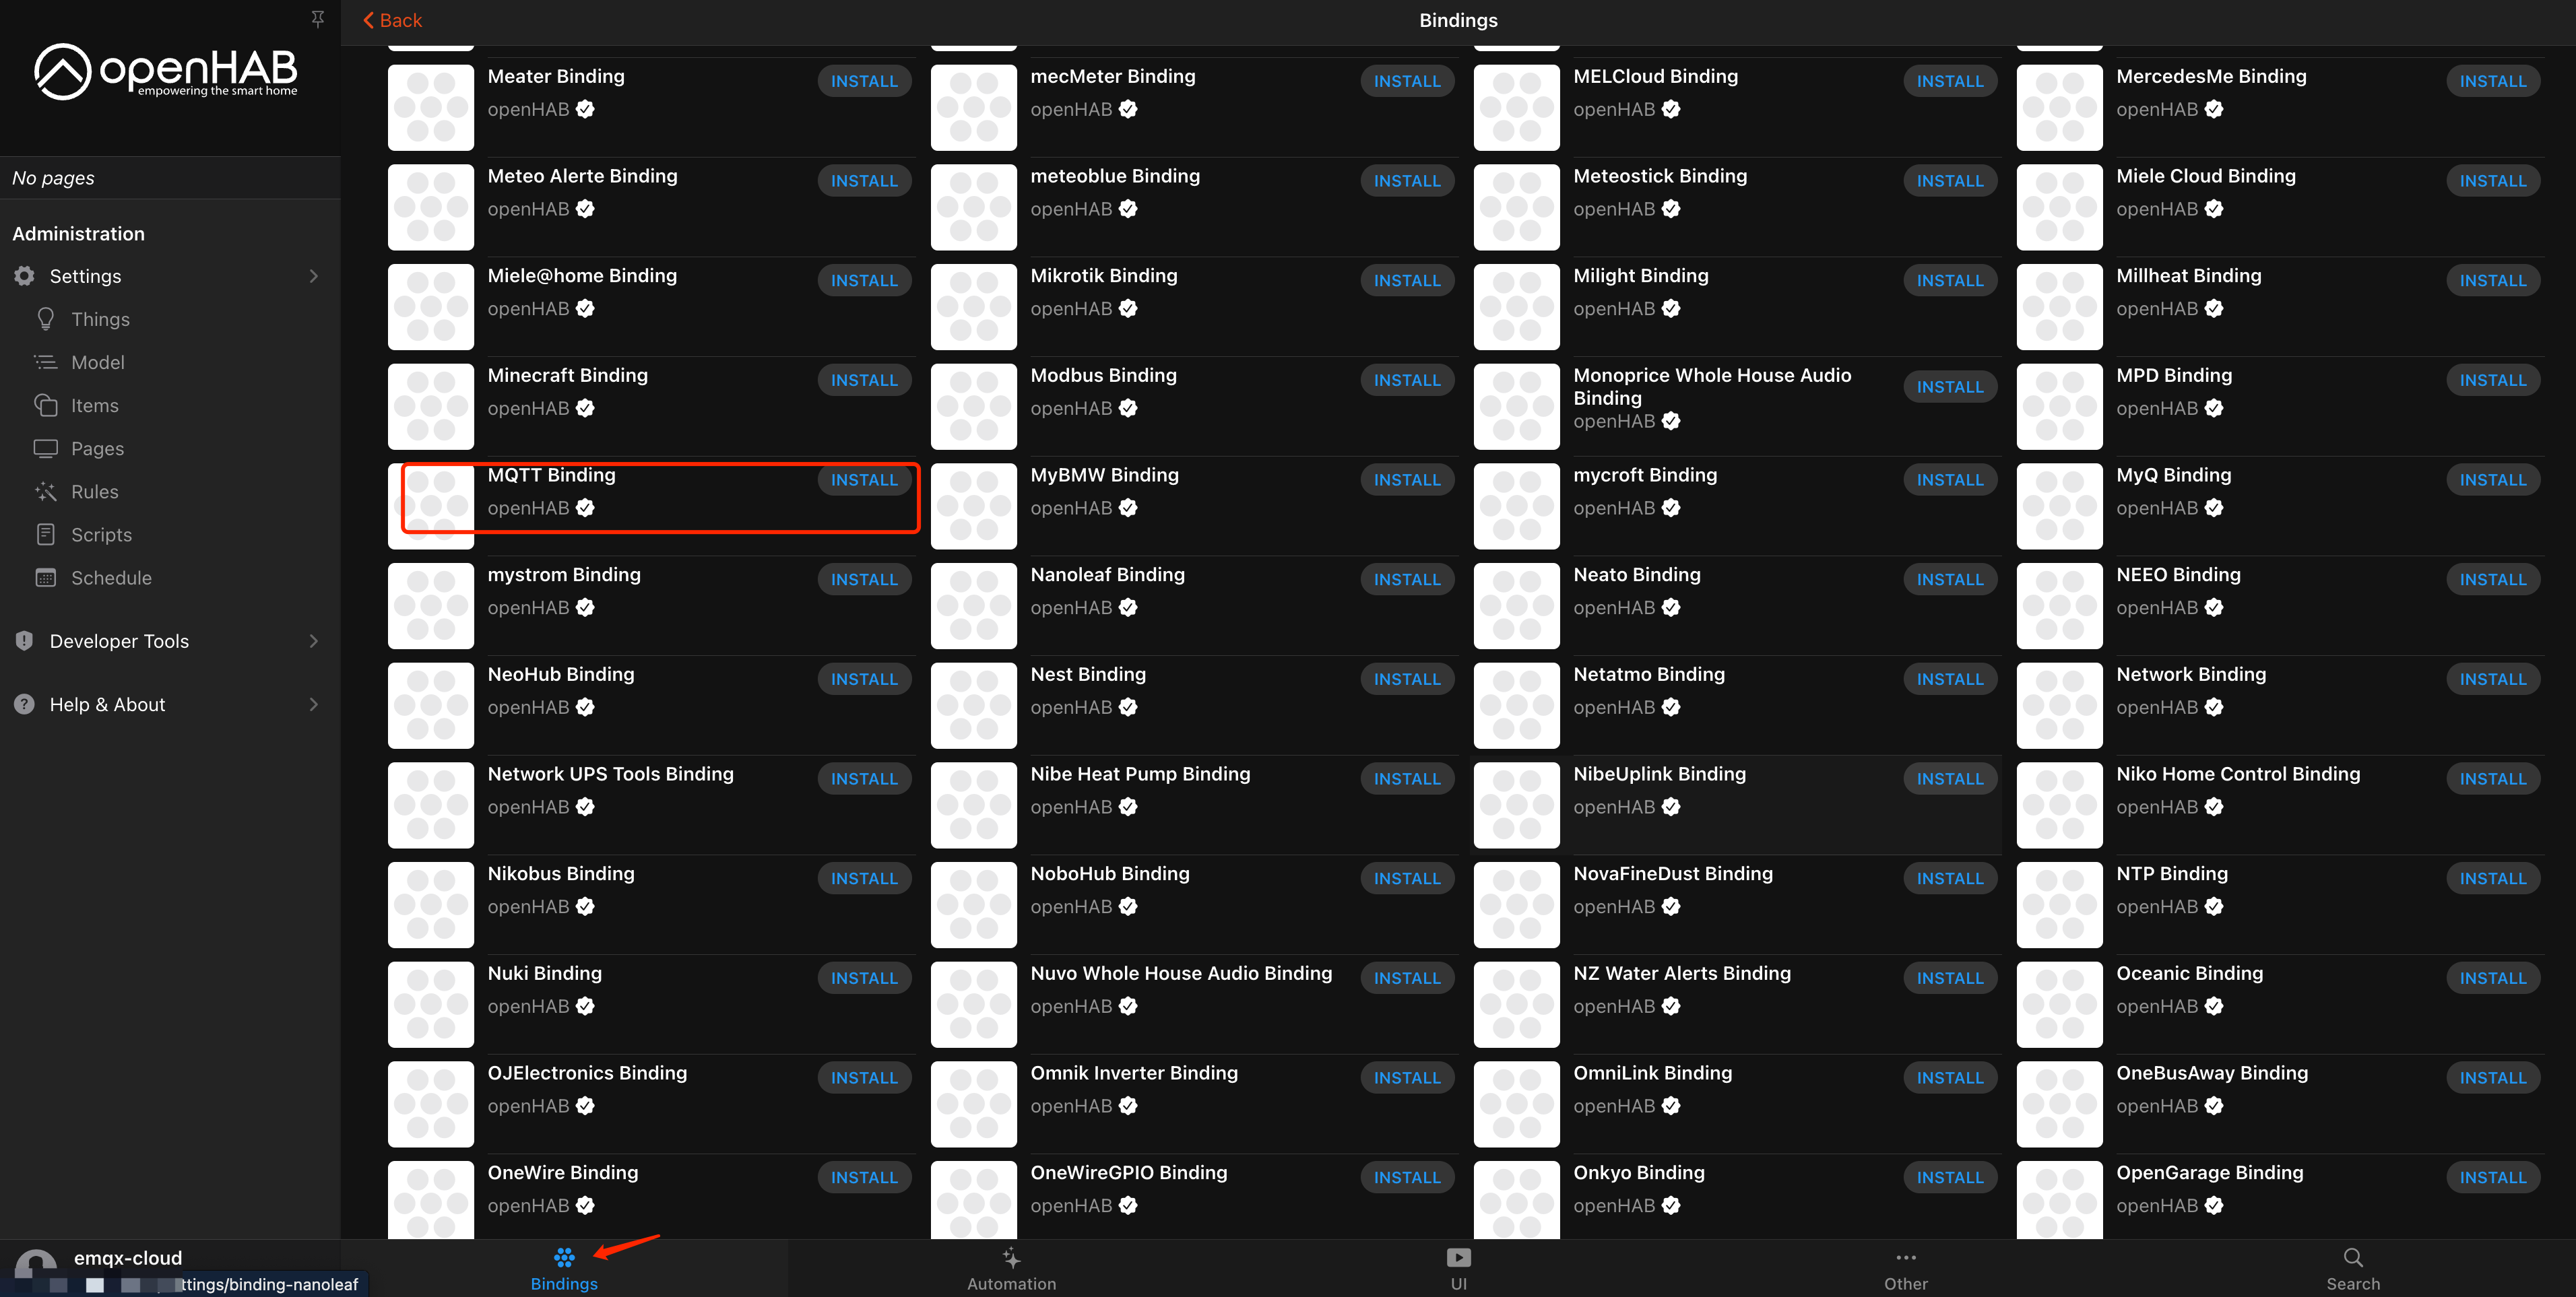 openHAB
empowering the smart home
No pages
Administration
Settings
Things
Model
Items
Pages
Rules
Scripts
Schedule
Developer Tools
Help & About
emqx-cloud
ttings/binding-nanoleaf
Back
Bindings
Meater Binding INSTALL
openHAB
mecMeter Binding INSTALL
openHAB
MELCloud Binding INSTALL
openHAB
MercedesMe Binding INSTALL
openHAB
Meteo Alerte Binding INSTALL
openHAB
meteoblue Binding INSTALL
openHAB
Meteostick Binding INSTALL
openHAB
Miele Cloud Binding INSTALL
openHAB
Miele@home Binding INSTALL
openHAB
Mikrotik Binding INSTALL
openHAB
Milight Binding INSTALL
openHAB
Millheat Binding INSTALL
openHAB
Minecraft Binding INSTALL
openHAB
Modbus Binding INSTALL
openHAB
Monoprice Whole House Audio
Binding INSTALL
openHAB
MPD Binding INSTALL
openHAB
MQTT Binding INSTALL
openHAB
MyBMW Binding INSTALL
openHAB
mycroft Binding INSTALL
openHAB
MyQ Binding INSTALL
openHAB
mystrom Binding INSTALL
openHAB
Nanoleaf Binding INSTALL
openHAB
Neato Binding INSTALL
openHAB
NEEO Binding INSTALL
openHAB
NeoHub Binding INSTALL
openHAB
Nest Binding INSTALL
openHAB
Netatmo Binding INSTALL
openHAB
Network Binding INSTALL
openHAB
Network UPS Tools Binding INSTALL
openHAB
Nibe Heat Pump Binding INSTALL
openHAB
NibeUplink Binding INSTALL
openHAB
Niko Home Control Binding INSTALL
openHAB
Nikobus Binding INSTALL
openHAB
NoboHub Binding INSTALL
openHAB
NovaFineDust Binding INSTALL
openHAB
NTP Binding INSTALL
openHAB
Nuki Binding INSTALL
openHAB
Nuvo Whole House Audio Binding INSTALL
openHAB
NZ Water Alerts Binding INSTALL
openHAB
Oceanic Binding INSTALL
openHAB
OJElectronics Binding INSTALL
openHAB
Omnik Inverter Binding INSTALL
openHAB
OmniLink Binding INSTALL
openHAB
OneBusAway Binding INSTALL
openHAB
OneWire Binding INSTALL
openHAB
OneWireGPIO Binding INSTALL
openHAB
Onkyo Binding INSTALL
openHAB
OpenGarage Binding INSTALL
openHAB
Bindings
Automation
UI
Other
Search